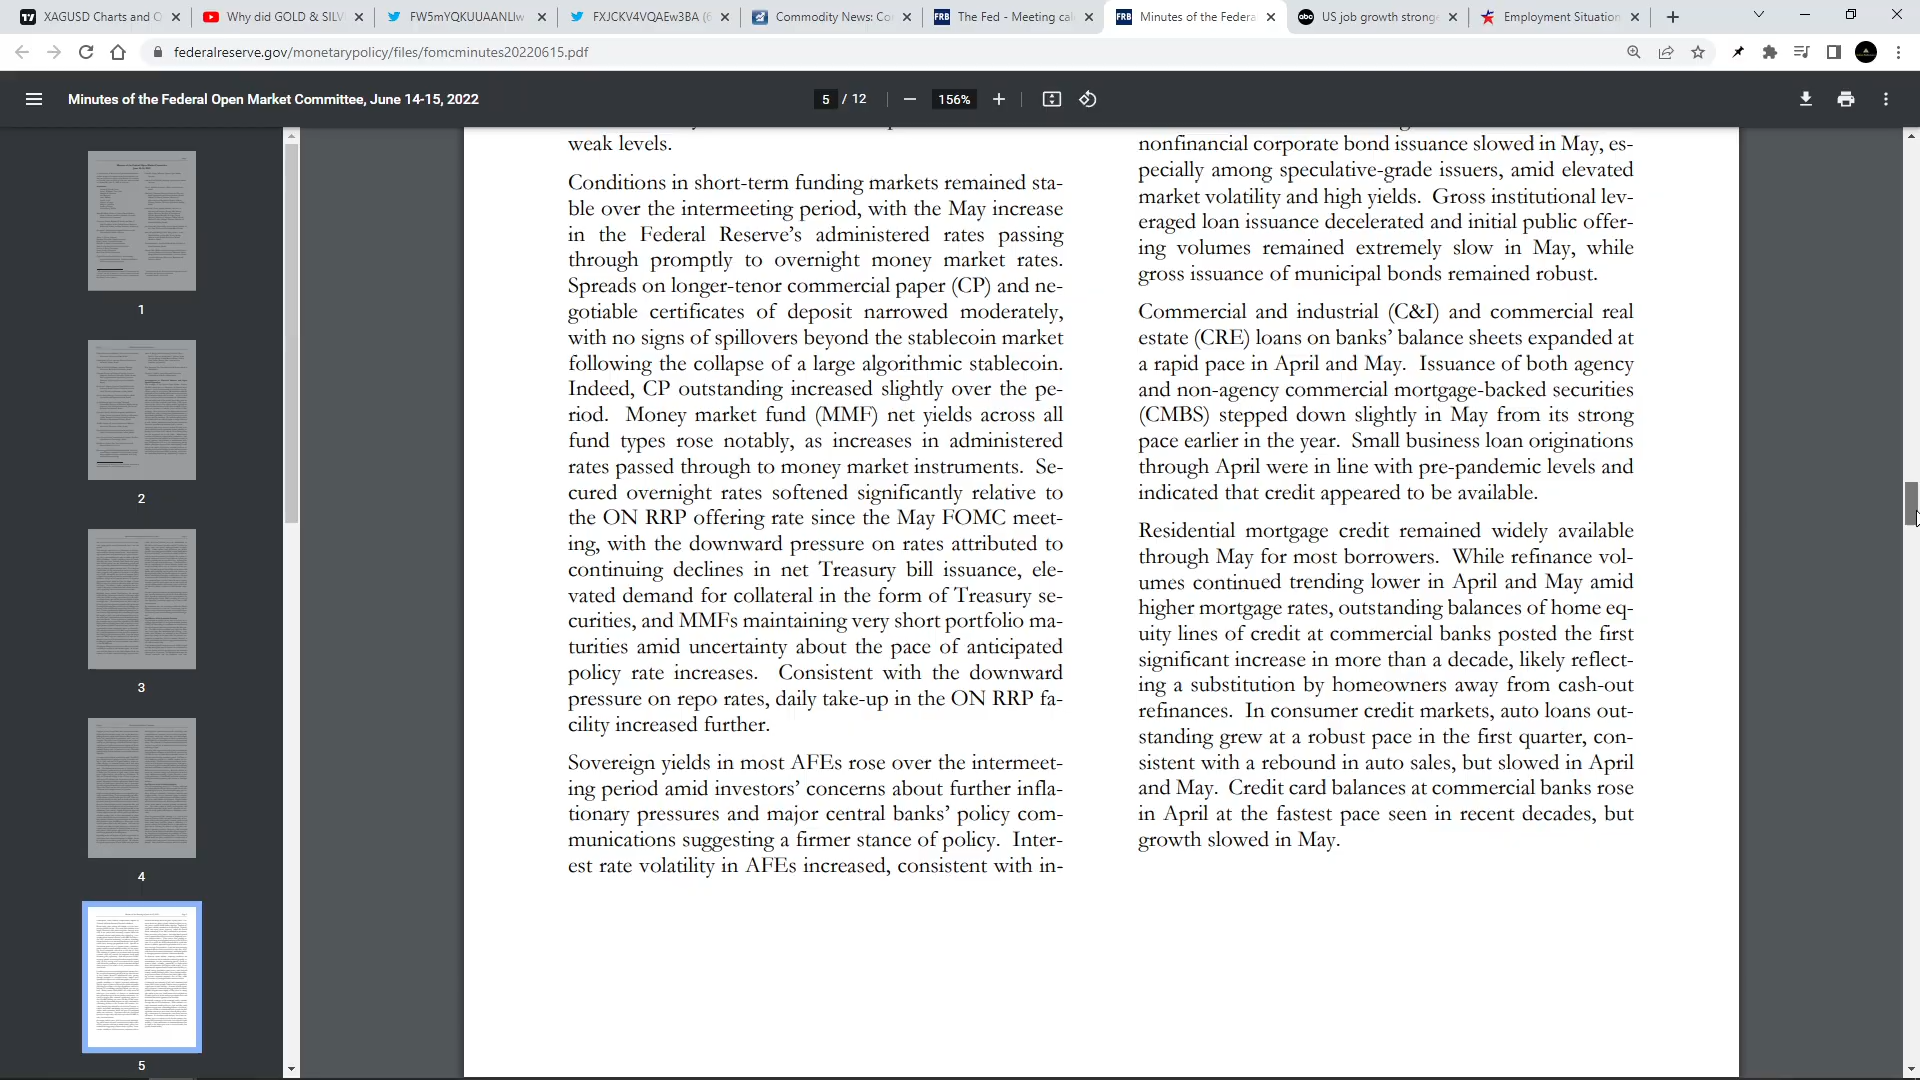 XAGUSD Charts and Q
Why did GOLD & SILV
FW5mYQKUUAANLlw
FXJCKV4VQAEw3BA (6
Commodity News: Co
The Fed - Meeting cal
Minutes of the Federa
US job growth stronge
Employment Situation
federalreserve.gov/monetarypolicy/files/fomcminutes20220615.pdf
Minutes of the Federal Open Market Committee, June 14-15, 2022
5 / 12
156%
1
2
3
4
5
weak levels.
Conditions in short-term funding markets remained sta-
ble over the intermeeting period, with the May increase
in the Federal Reserve’s administered rates passing
through promptly to overnight money market rates.
Spreads on longer-tenor commercial paper (CP) and ne-
gotiable certificates of deposit narrowed moderately,
with no signs of spillovers beyond the stablecoin market
following the collapse of a large algorithmic stablecoin.
Indeed, CP outstanding increased slightly over the pe-
riod. Money market fund (MMF) net yields across all
fund types rose notably, as increases in administered
rates passed through to money market instruments. Se-
cured overnight rates softened significantly relative to
the ON RRP offering rate since the May FOMC meet-
ing, with the downward pressure on rates attributed to
continuing declines in net Treasury bill issuance, ele-
vated demand for collateral in the form of Treasury se-
curities, and MMFs maintaining very short portfolio ma-
turities amid uncertainty about the pace of anticipated
policy rate increases. Consistent with the downward
pressure on repo rates, daily take-up in the ON RRP fa-
cility increased further.
Sovereign yields in most AFEs rose over the intermeet-
ing period amid investors’ concerns about further infla-
tionary pressures and major central banks’ policy com-
munications suggesting a firmer stance of policy. Inter-
est rate volatility in AFEs increased, consistent with in-
nonfinancial corporate bond issuance slowed in May, es-
pecially among speculative-grade issuers, amid elevated
market volatility and high yields. Gross institutional lev-
eraged loan issuance decelerated and initial public offer-
ing volumes remained extremely slow in May, while
gross issuance of municipal bonds remained robust.
Commercial and industrial (C&I) and commercial real
estate (CRE) loans on banks’ balance sheets expanded at
a rapid pace in April and May. Issuance of both agency
and non-agency commercial mortgage-backed securities
(CMBS) stepped down slightly in May from its strong
pace earlier in the year. Small business loan originations
through April were in line with pre-pandemic levels and
indicated that credit appeared to be available.
Residential mortgage credit remained widely available
through May for most borrowers. While refinance vol-
umes continued trending lower in April and May amid
higher mortgage rates, outstanding balances of home eq-
uity lines of credit at commercial banks posted the first
significant increase in more than a decade, likely reflect-
ing a substitution by homeowners away from cash-out
refinances. In consumer credit markets, auto loans out-
standing grew at a robust pace in the first quarter, con-
sistent with a rebound in auto sales, but slowed in April
and May. Credit card balances at commercial banks rose
in April at the fastest pace seen in recent decades, but
growth slowed in May.